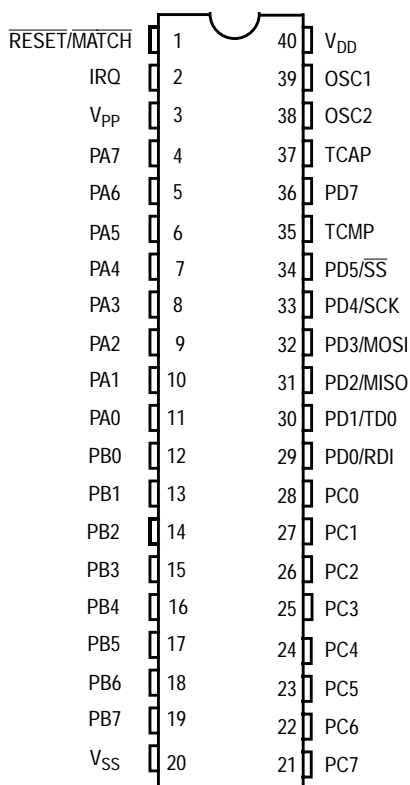 RESET/MATCH 1 40 VDD
IRQ 2 39 OSC1
VPP 3 38 OSC2
PA7 4 37 TCAP
PA6 5 36 PD7
PA5 6 35 TCMP
PA4 7 34 PD5/SS
PA3 8 33 PD4/SCK
PA2 9 32 PD3/MOSI
PA1 10 31 PD2/MISO
PA0 11 30 PD1/TD0
PB0 12 29 PD0/RDI
PB1 13 28 PC0
PB2 14 27 PC1
PB3 15 26 PC2
PB4 16 25 PC3
PB5 17 24 PC4
PB6 18 23 PC5
PB7 19 22 PC6
VSS 20 21 PC7